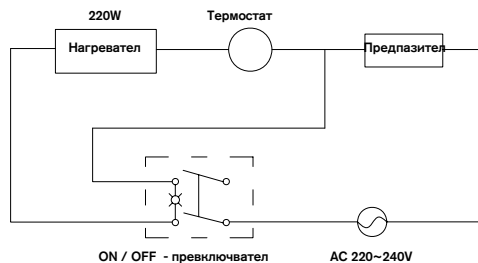 220W
Термостат
Нагревател
Предпазител
ON / OFF - превключвател
AC 220~240V